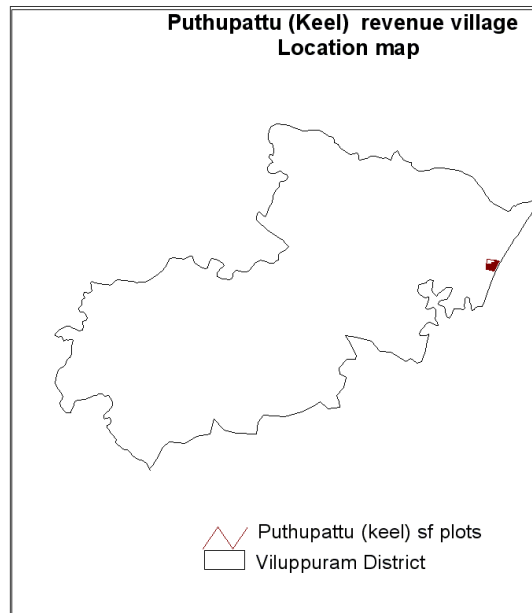 Puthupattu (Keel) revenue village
Location map
Puthupattu (keel) sf plots
Viluppuram District